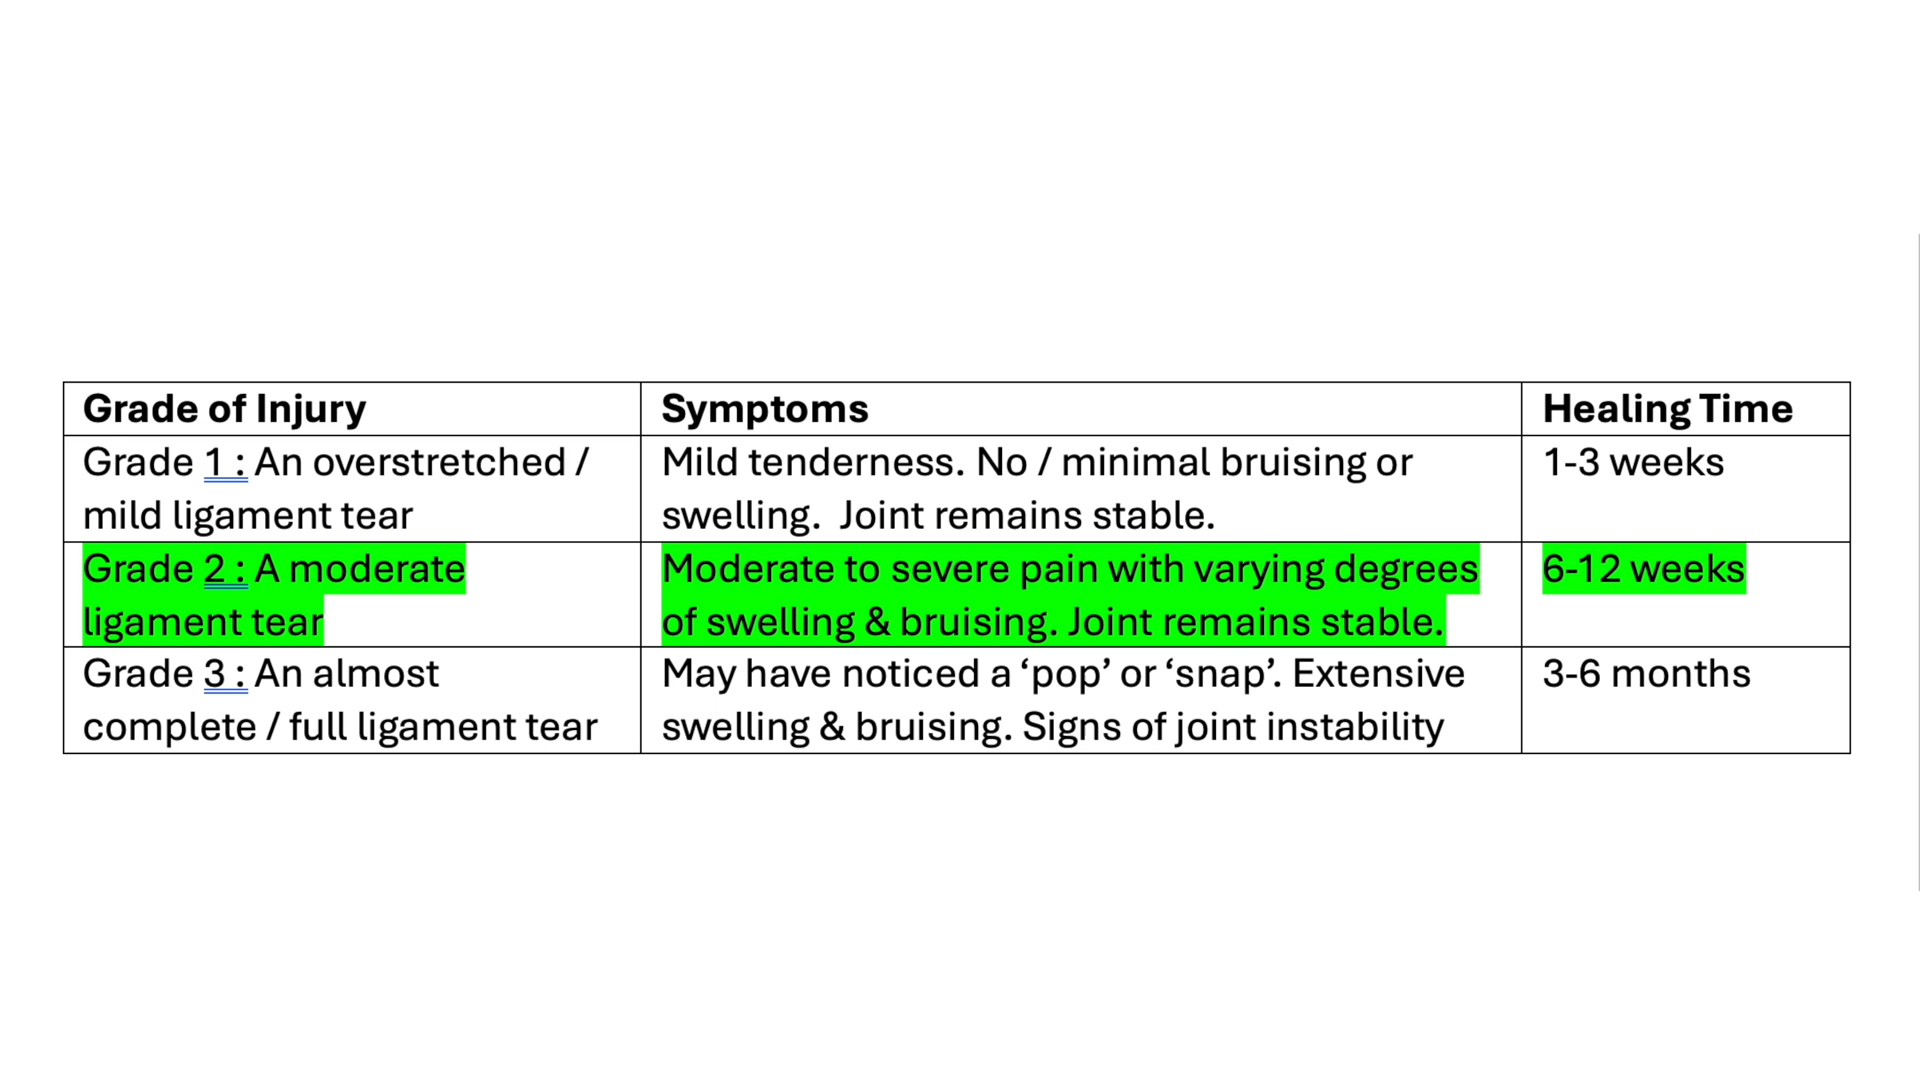 Grade of Injury Symptoms Healing Time
Grade 1 : An overstretched / Mild tenderness. No / minimal bruising or 1-3 weeks
mild ligament tear swelling.  Joint remains stable.
Grade 2 : A moderate Moderate to severe pain with varying degrees 6-12 weeks
ligament tear of swelling & bruising. Joint remains stable.
Grade 3 : An almost May have noticed a ‘pop’ or ‘snap’. Extensive 3-6 months
complete / full ligament tear swelling & bruising. Signs of joint instability